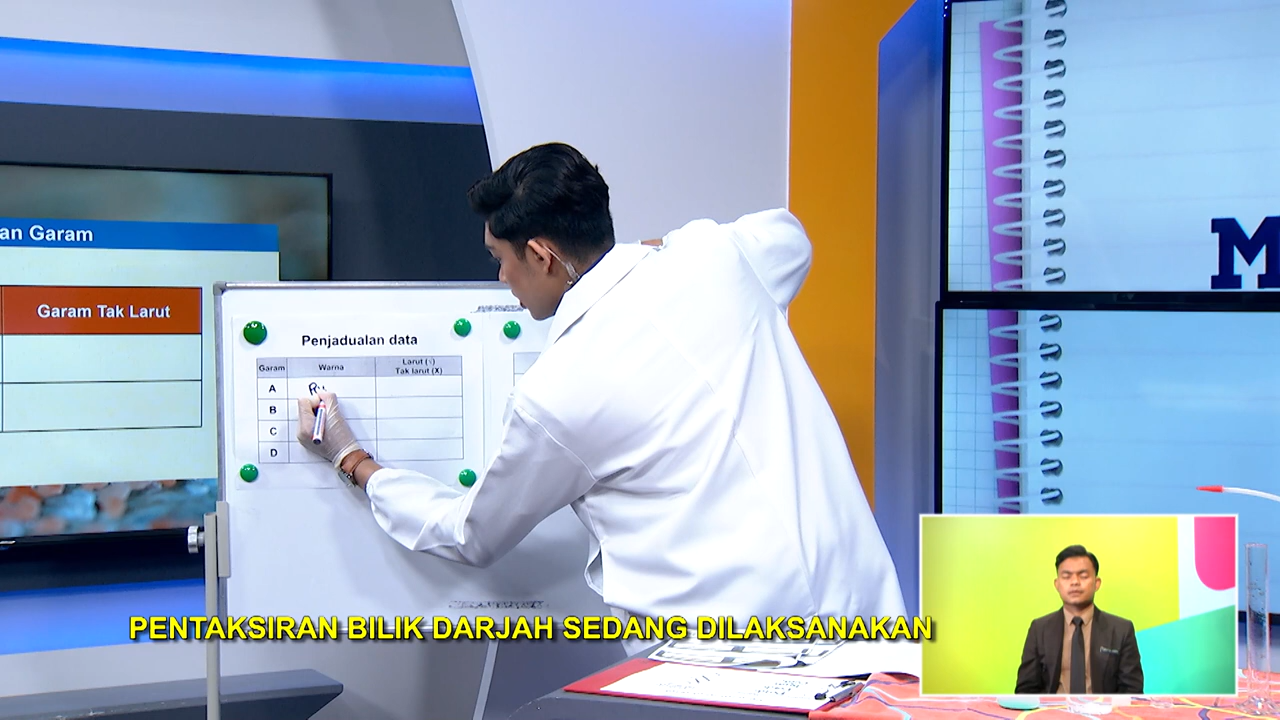 an Garam
Garam Tak Larut
Penjadualan data
Garam Warna Larut (√)
Tak larut (X)
A
B
C
D
M
PENTAKSIRAN BILIK DARJAH SEDANG DILAKSANAKAN